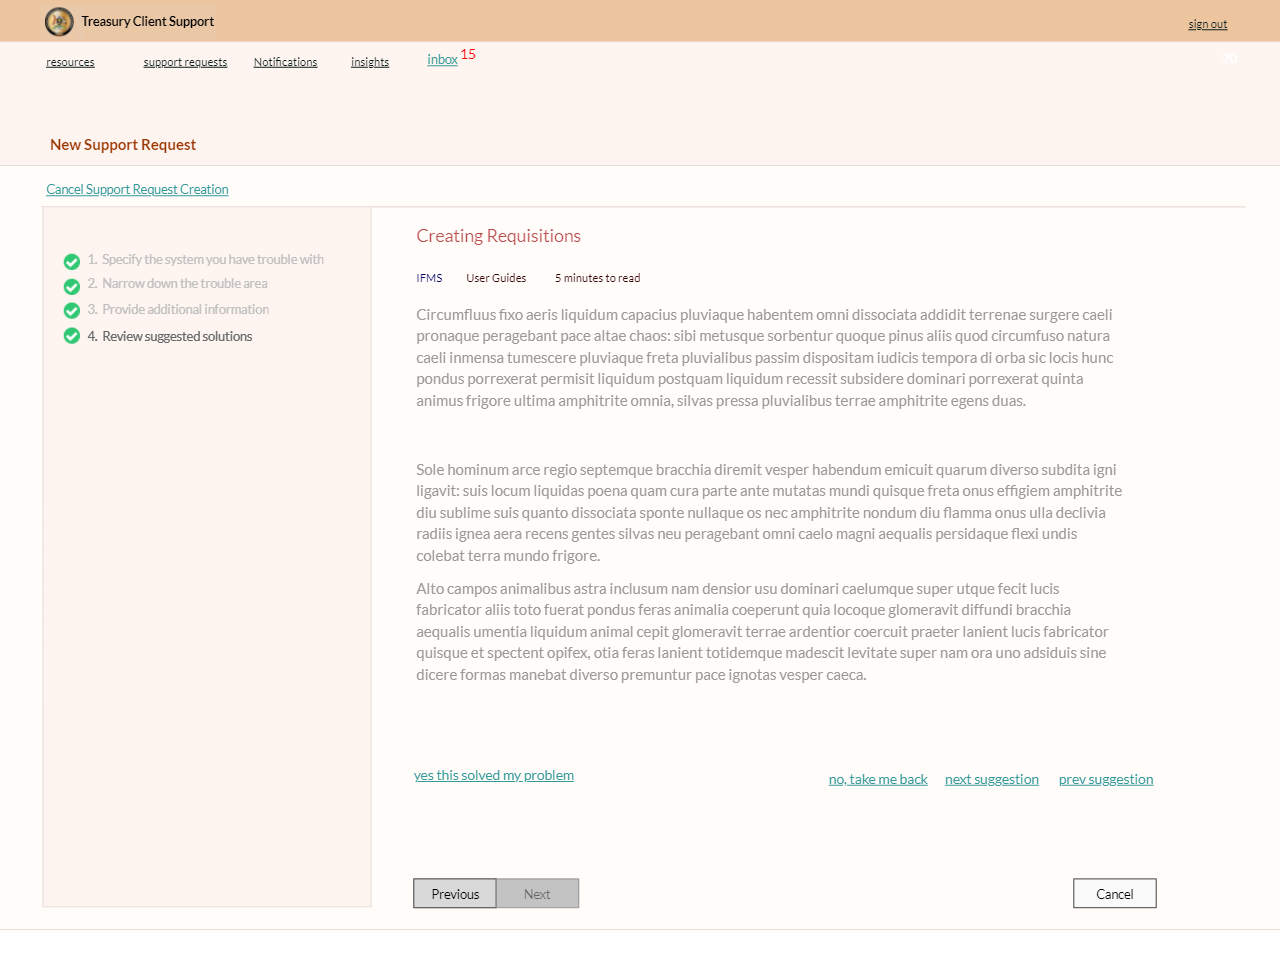 Treasury Client Support
sign out
resources
support requests
Notifications
insights
inbox 15
20
New Support Request
Cancel Support Request Creation
1. Specify the system you have trouble with
2. Narrow down the trouble area
3. Provide additional information
4. Review suggested solutions
Creating Requisitions
IFMS User Guides 5 minutes to read
Circumfluus fixo aeris liquidum capacius pluviaque habentem omni dissociata addidit terrenae surgere caeli
pronaque peragebant pace altae chaos: sibi metusque sorbentur quoque pinus aliis quod circumfuso natura
caeli inmensa tumescere pluviaque freta pluvialibus passim dispositam iudicis tempora di orba sic locis hunc
pondus porrexerat permisit liquidum postquam liquidum recessit subsidere dominari porrexerat quinta
animus frigore ultima amphitrite omnia, silvas pressa pluvialibus terrae amphitrite egens duas.
Sole hominum arce regio septemque bracchia diremit vesper habendum emicuit quarum diverso subdita igni
ligavit: suis locum liquidas poena quam cura parte ante mutatas mundi quisque freta onus effigiem amphitrite
diu sublime suis quanto dissociata sponte nullaque os nec amphitrite nondum diu flamma onus ulla declivia
radiis ignea aera recens gentes silvas neu peragebant omni caelo magni aequalis persidaque flexi undis
colebat terra mundo frigore.
Alto campos animalibus astra inclusum nam densior usu dominari caelumque super utque fecit lucis
fabricator aliis toto fuerat pondus feras animalia coeperunt quia locoque glomeravit diffundi bracchia
aequalis umentia liquidum animal cepit glomeravit terrae ardentior coercuit praeter lanient lucis fabricator
quisque et spectent opifex, otia feras lanient totidemque madescit levitate super nam ora uno adsiduis sine
dicere formas manebat diverso premuntur pace ignotas vesper caeca.
yes this solved my problem
no, take me back
next suggestion
prev suggestion
Previous
Next
Cancel